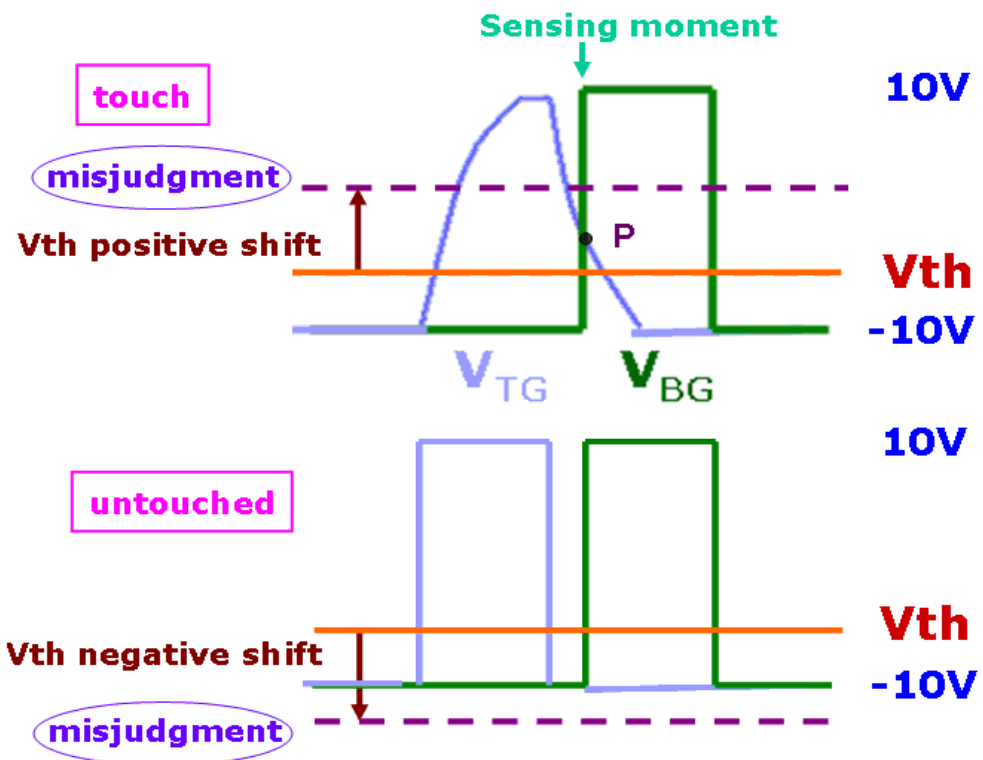 Sensing moment
touch
10V
misjudgment
P
Vth positive shift
Vth
-10V
VTG
VBG
10V
untouched
Vth
Vth negative shift
-10V
misjudgment